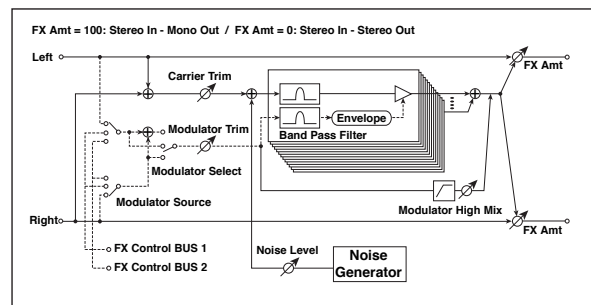 FX Amt = 100: Stereo In - Mono Out / FX Amt = 0: Stereo In - Stereo Out
Left
FX Amt
Carrier Trim
Envelope
Band Pass Filter
Modulator Trim
Modulator Select
Modulator Source
Modulator High Mix
Right
FX Amt
FX Control BUS 1
FX Control BUS 2
Noise Level
Noise
Generator